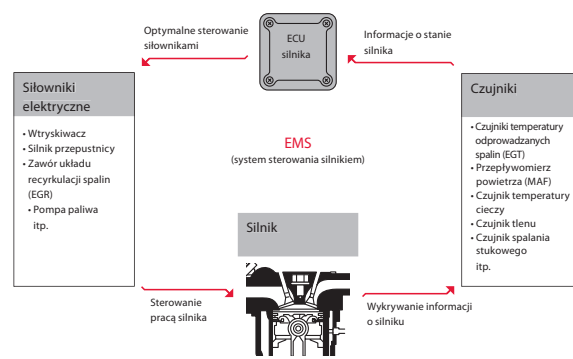 Optymalne sterowanie
siłownikami
ECU
silnika
Informacje o stanie
silnika
Siłowniki
elektryczne
• Wtryskiwacz
• Silnik przepustnicy
• Zawór układu
recyrkulacji spalin
(EGR)
• Pompa paliwa
itp.
EMS
(system sterowania silnikiem)
Czujniki
• Czujniki temperatury
odprowadzanych
spalin (EGT)
• Przepływomierz
powietrza (MAF)
• Czujnik temperatury
cieczy
• Czujnik tlenu
• Czujnik spalania
stukowego
itp.
Silnik
Sterowanie
pracą silnika
Wykrywanie informacji
o silniku